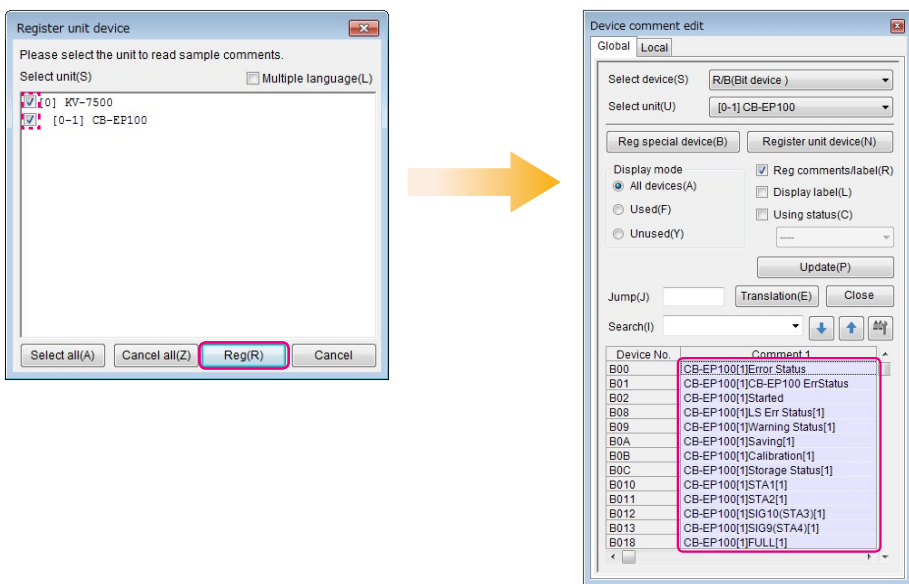 Register unit device
Please select the unit to read sample comments.
Select unit(S)
Multiple language(L)
[0] KV-7500
[0-1] CB-EP100
Select all(A)
Cancel all(Z)
Reg(R)
Cancel
Device comment edit
Global
Local
Select device(S)
R/B(Bit device )
Select unit(U)
[0-1] CB-EP100
Reg special device(B)
Register unit device(N)
Display mode
All devices(A)
Used(F)
Unused(Y)
Reg comments/label(R)
Display label(L)
Using status(C)
----
Update(P)
Jump(J)
Translation(E)
Close
Search(I)
Device No. Comment 1
B00 CB-EP100[1]Error Status
B01 CB-EP100[1]CB-EP100 ErrStatus
B02 CB-EP100[1]Started
B08 CB-EP100[1]LS Err Status[1]
B09 CB-EP100[1]Warning Status[1]
B0A CB-EP100[1]Saving[1]
B0B CB-EP100[1]Calibration[1]
B0C CB-EP100[1]Storage Status[1]
B010 CB-EP100[1]STA1[1]
B011 CB-EP100[1]STA2[1]
B012 CB-EP100[1]SIG10(STA3)[1]
B013 CB-EP100[1]SIG9(STA4)[1]
B018 CB-EP100[1]FULL[1]